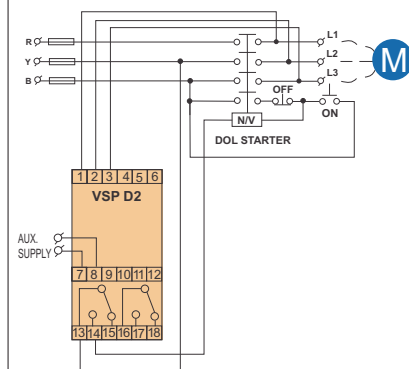 R
Y
B
L1
L2
L3
M
OFF
ON
N/V
DOL STARTER
1 2 3 4 5 6
VSP D2
AUX.
SUPPLY
7 8 9 10 11 12
13 14 15 16 17 18